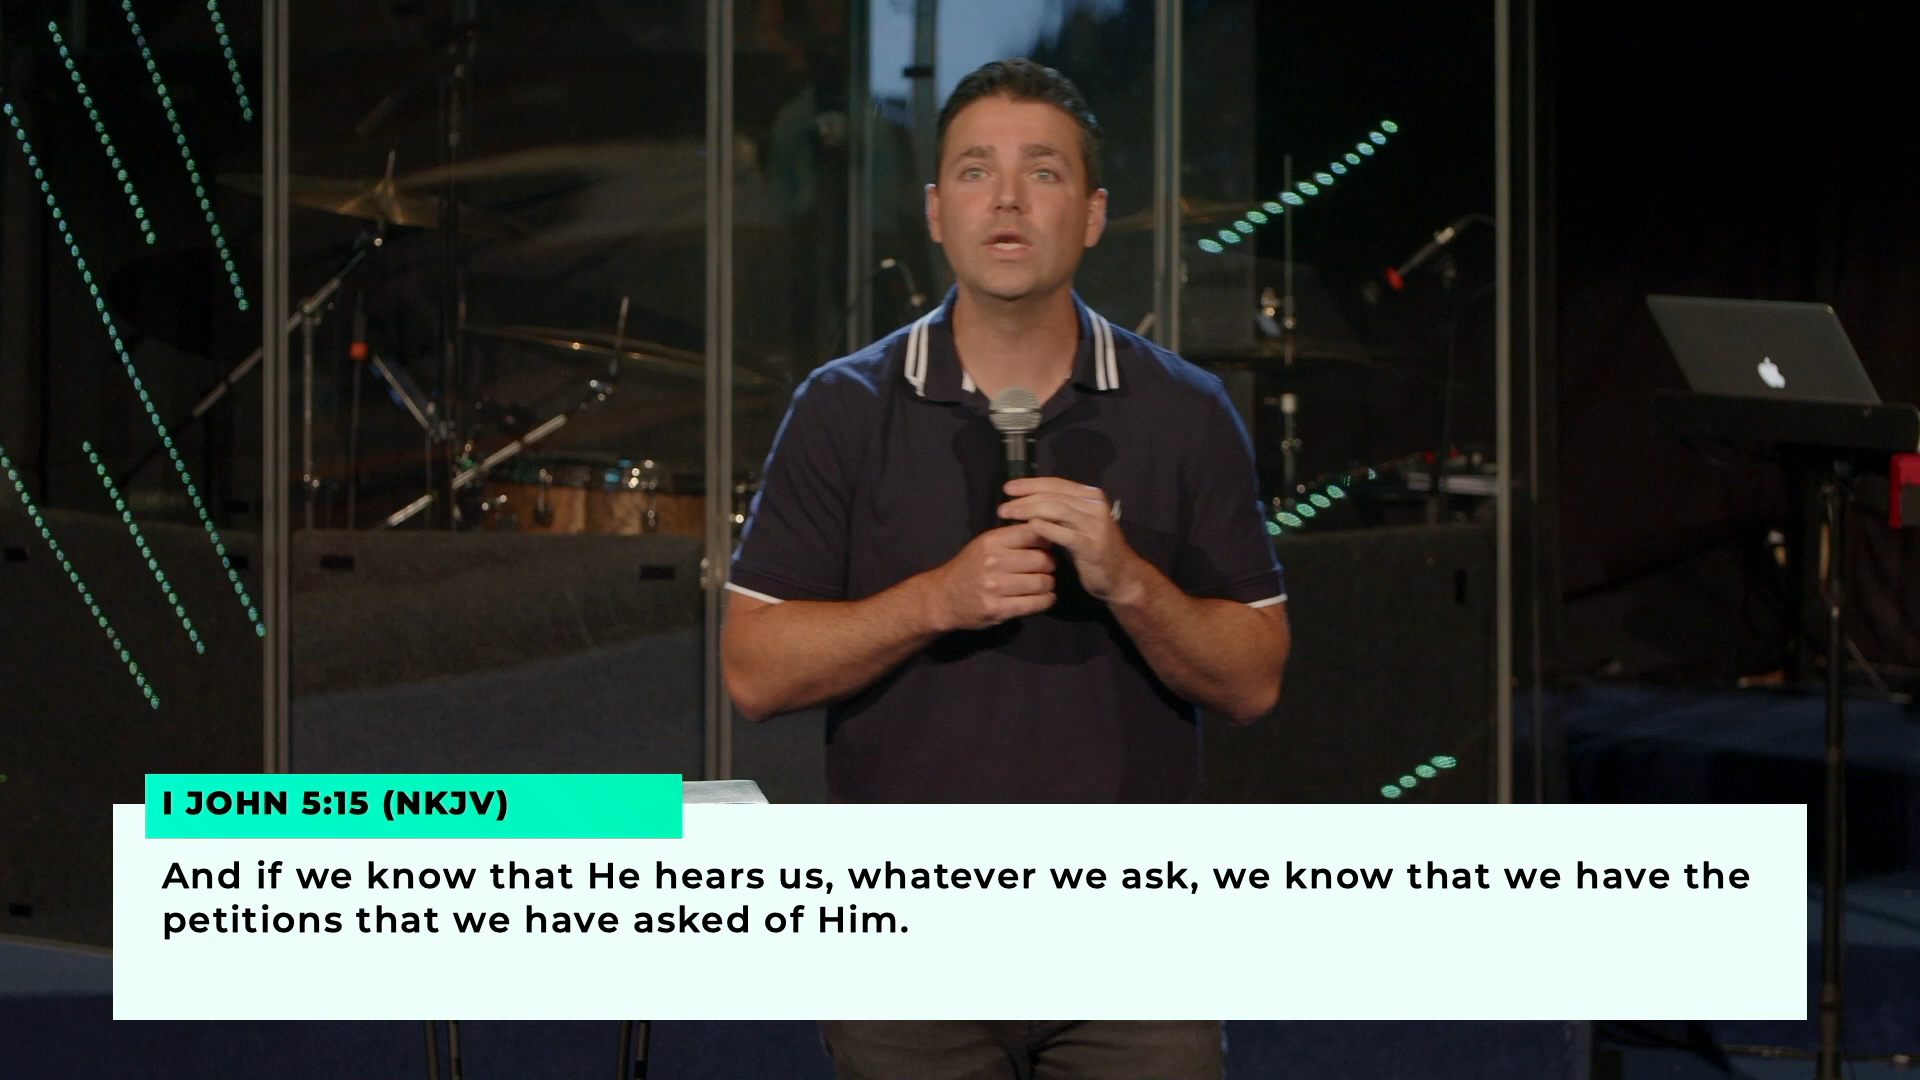 I JOHN 5:15 (NKJV)
And if we know that He hears us, whatever we ask, we know that we have the
petitions that we have asked of Him.